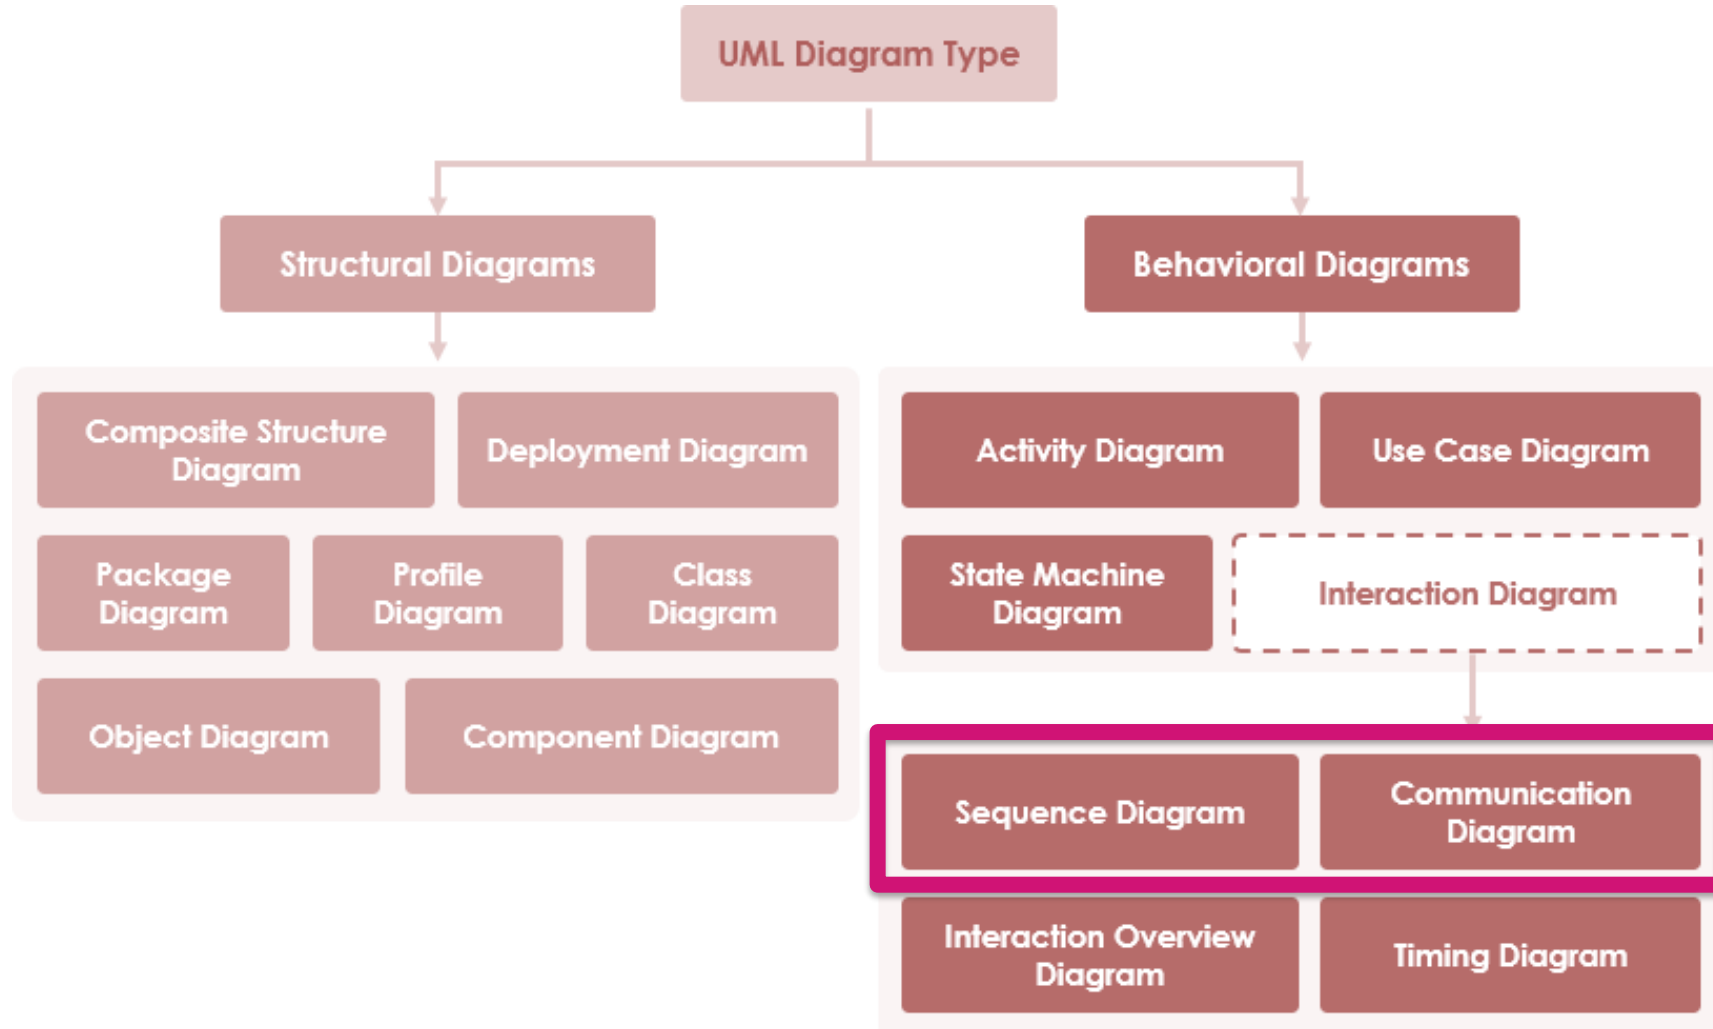 UML Diagram Type
Structural Diagrams
Behavioral Diagrams
Composite Structure
Diagram
Deployment Diagram
Package
Diagram
Profile
Diagram
Class
Diagram
Object Diagram
Component Diagram
Activity Diagram
Use Case Diagram
State Machine
Diagram
Interaction Diagram
Sequence Diagram
Communication
Diagram
Interaction Overview
Diagram
Timing Diagram